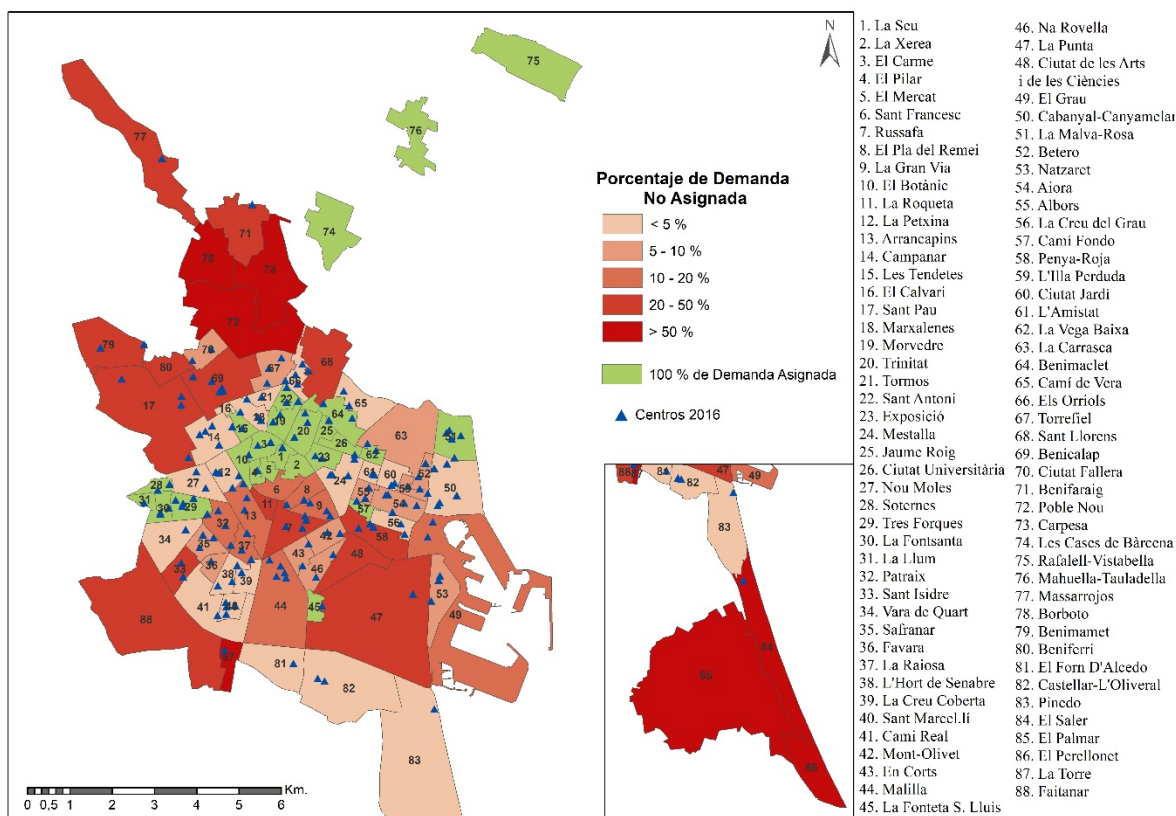 N
Porcentaje de Demanda
No Asignada
< 5 %
5 - 10 %
10 - 20 %
20 - 50 %
> 50 %
100 % de Demanda Asignada
Centros 2016
0 0,5 1 2 3 4 5 6 Km.
1. La Seu
2. La Xerea
3. El Carme
4. El Pilar
5. El Mercat
6. Sant Francesc
7. Russafa
8. El Pla del Remei
9. La Gran Via
10. El Botànic
11. La Roqueta
12. La Petxina
13. Arrancapins
14. Campanar
15. Les Tendetes
16. El Calvari
17. Sant Pau
18. Marxalenes
19. Morvedre
20. Trinitat
21. Tormos
22. Sant Antoni
23. Exposició
24. Mestalla
25. Jaume Roig
26. Ciutat Universitària
27. Nou Moles
28. Soternes
29. Tres Forques
30. La Fontsanta
31. La Llum
32. Patraix
33. Sant Isidre
34. Vara de Quart
35. Safranar
36. Favara
37. La Raiosa
38. L'Hort de Senabre
39. La Creu Coberta
40. Sant Marcel.lí
41. Cami Real
42. Mont-Olivet
43. En Corts
44. Malilla
45. La Fonteta S. Lluis
46. Na Rovella
47. La Punta
48. Ciutat de les Arts
i de les Ciències
49. El Grau
50. Cabanyal-Canyamelar
51. La Malva-Rosa
52. Betero
53. Natzaret
54. Aiora
55. Albors
56. La Creu del Grau
57. Camí Fondo
58. Penya-Roja
59. L'Illa Perduda
60. Ciutat Jardí
61. L'Amistat
62. La Vega Baixa
63. La Carrasca
64. Benimaclet
65. Camí de Vera
66. Els Orriols
67. Torrefiel
68. Sant Llorens
69. Benicalap
70. Ciutat Fallera
71. Benifaraig
72. Poble Nou
73. Carpesa
74. Les Cases de Bàrcena
75. Rafalell-Vistabella
76. Mahuella-Tauladella
77. Massarrojos
78. Borboto
79. Benimamet
80. Beniferri
81. El Forn D'Alcedo
82. Castellar-L'Oliveral
83. Pinedo
84. El Saler
85. El Palmar
86. El Perellonet
87. La Torre
88. Faitanar